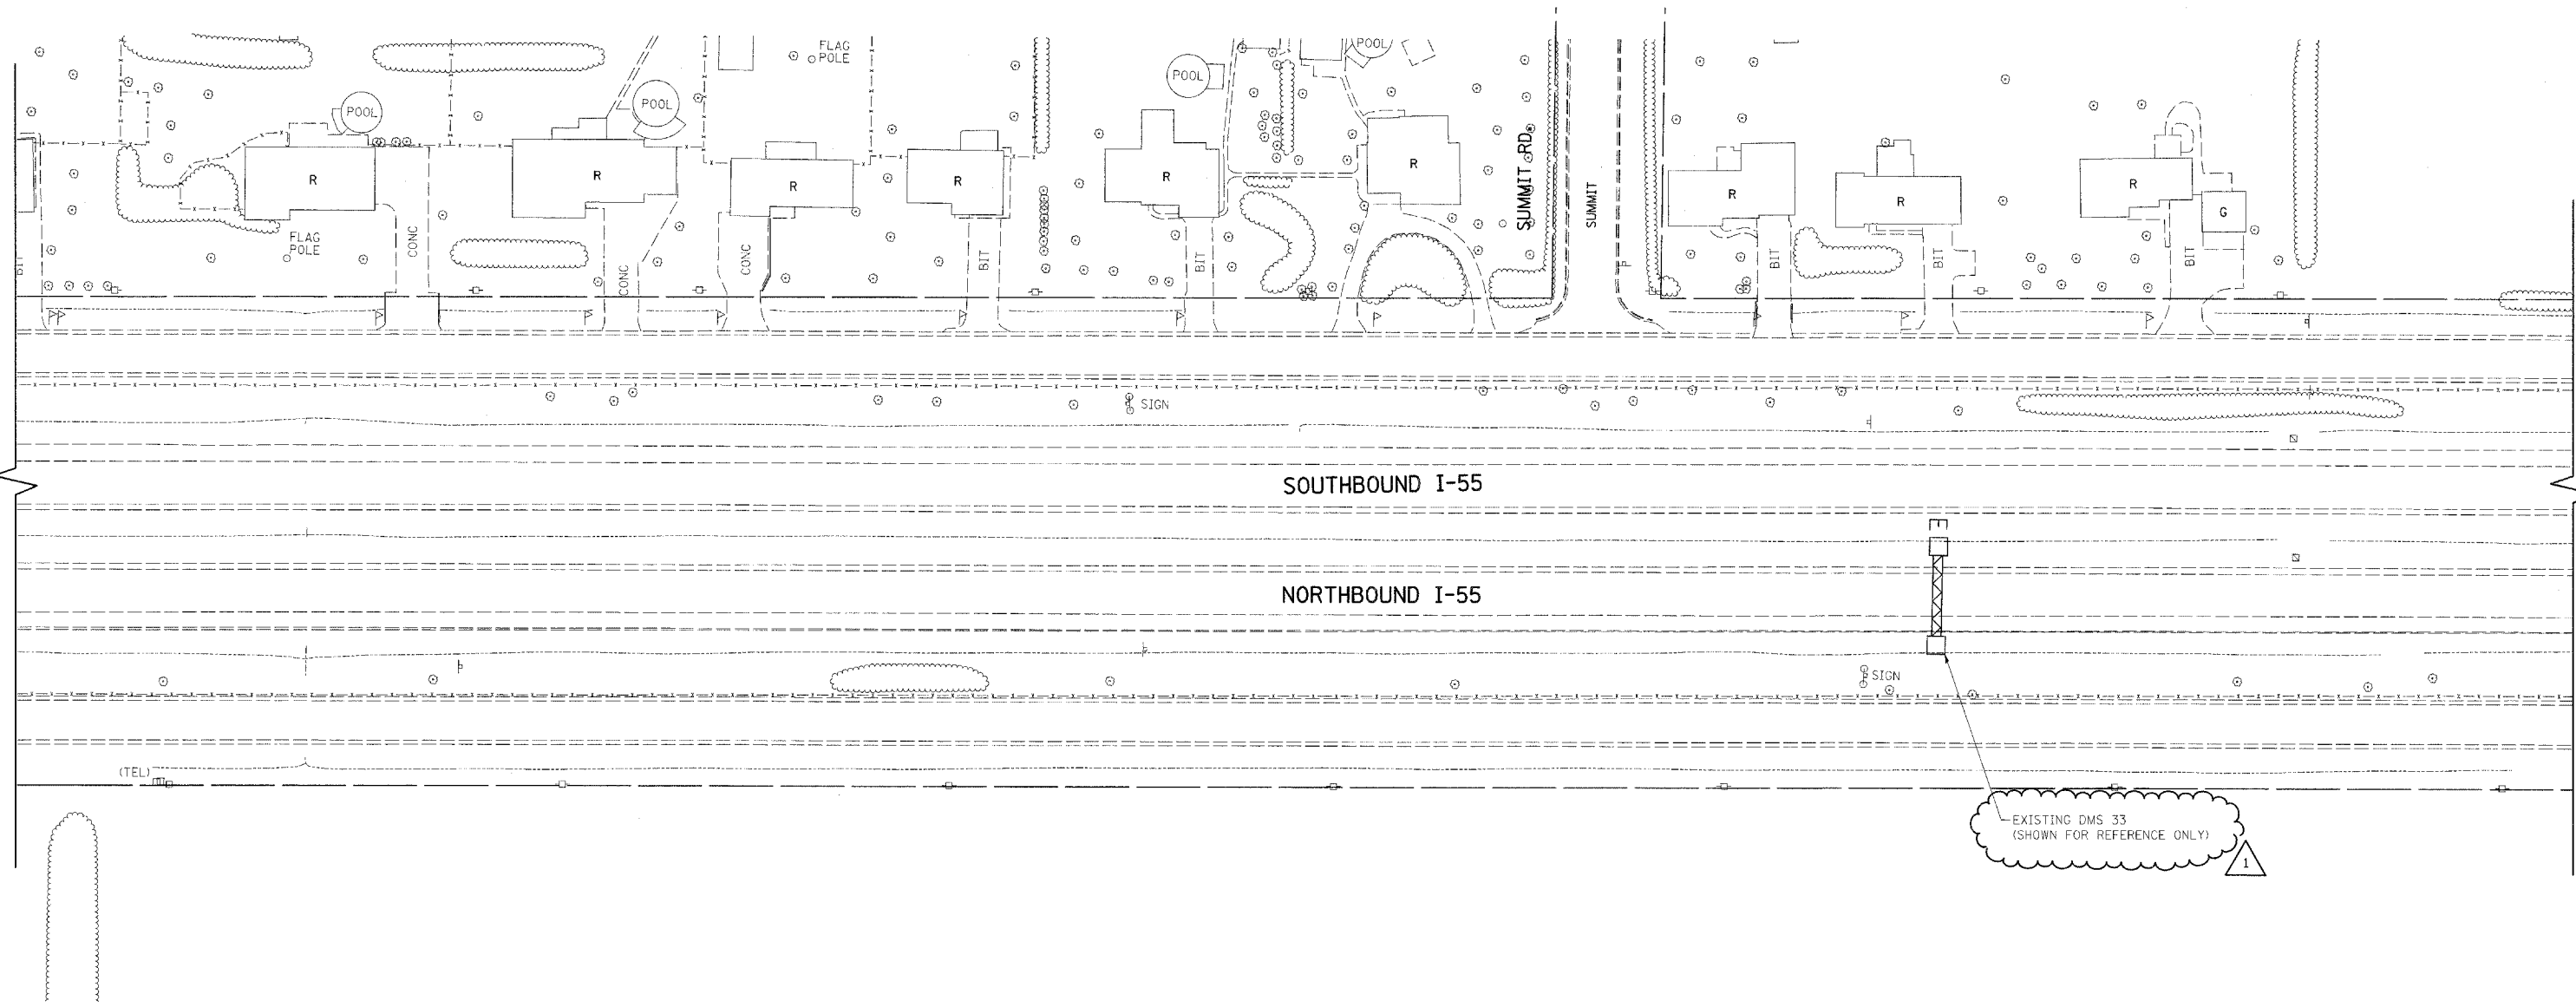 FLAG
POLE
POOL
POOL
POOL
POOL
R
R
R
R
R
R
R
R
R
G
FLAG
POLE
SUMMIT RD.
SUMMIT
BIT
CONC
CONC
CONC
BIT
BIT
BIT
BIT
BIT
SIGN
SOUTHBOUND I-55
NORTHBOUND I-55
SIGN
(TEL)
EXISTING DMS 33
(SHOWN FOR REFERENCE ONLY)
1